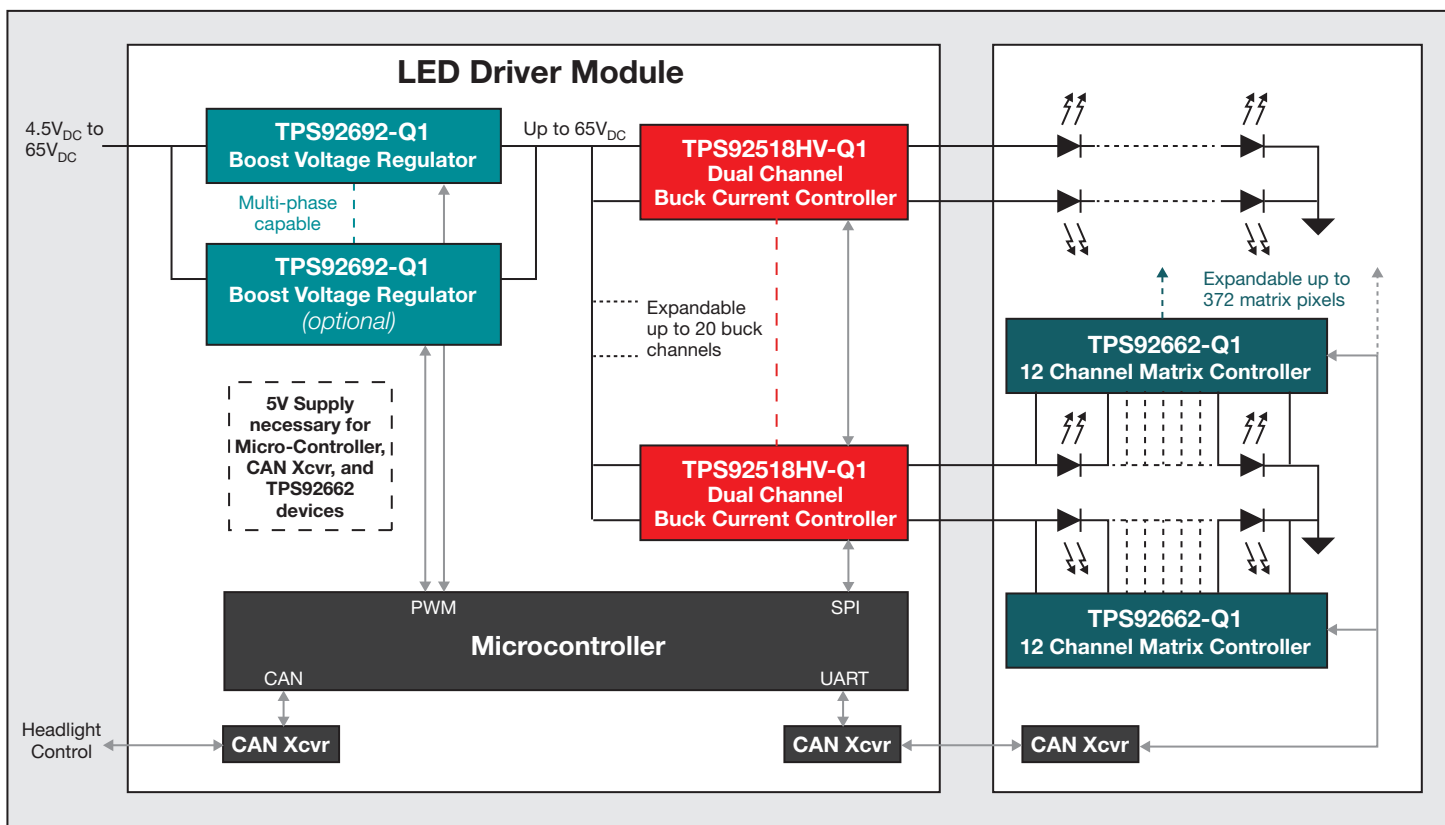 LED Driver Module
4.5VDC to
65VDC
TPS92692-Q1
Boost Voltage Regulator
Multi-phase
capable
TPS92692-Q1
Boost Voltage Regulator
(optional)
Up to 65VDC
TPS92518HV-Q1
Dual Channel
Buck Current Controller
Expandable
up to 20 buck
channels
TPS92518HV-Q1
Dual Channel
Buck Current Controller
5V Supply
necessary for
Micro-Controller,
CAN Xcvr, and
TPS92662
devices
PWM
SPI
Microcontroller
CAN
UART
Headlight
Control
CAN Xcvr
CAN Xcvr
Expandable up to
372 matrix pixels
TPS92662-Q1
12 Channel Matrix Controller
TPS92662-Q1
12 Channel Matrix Controller
CAN Xcvr